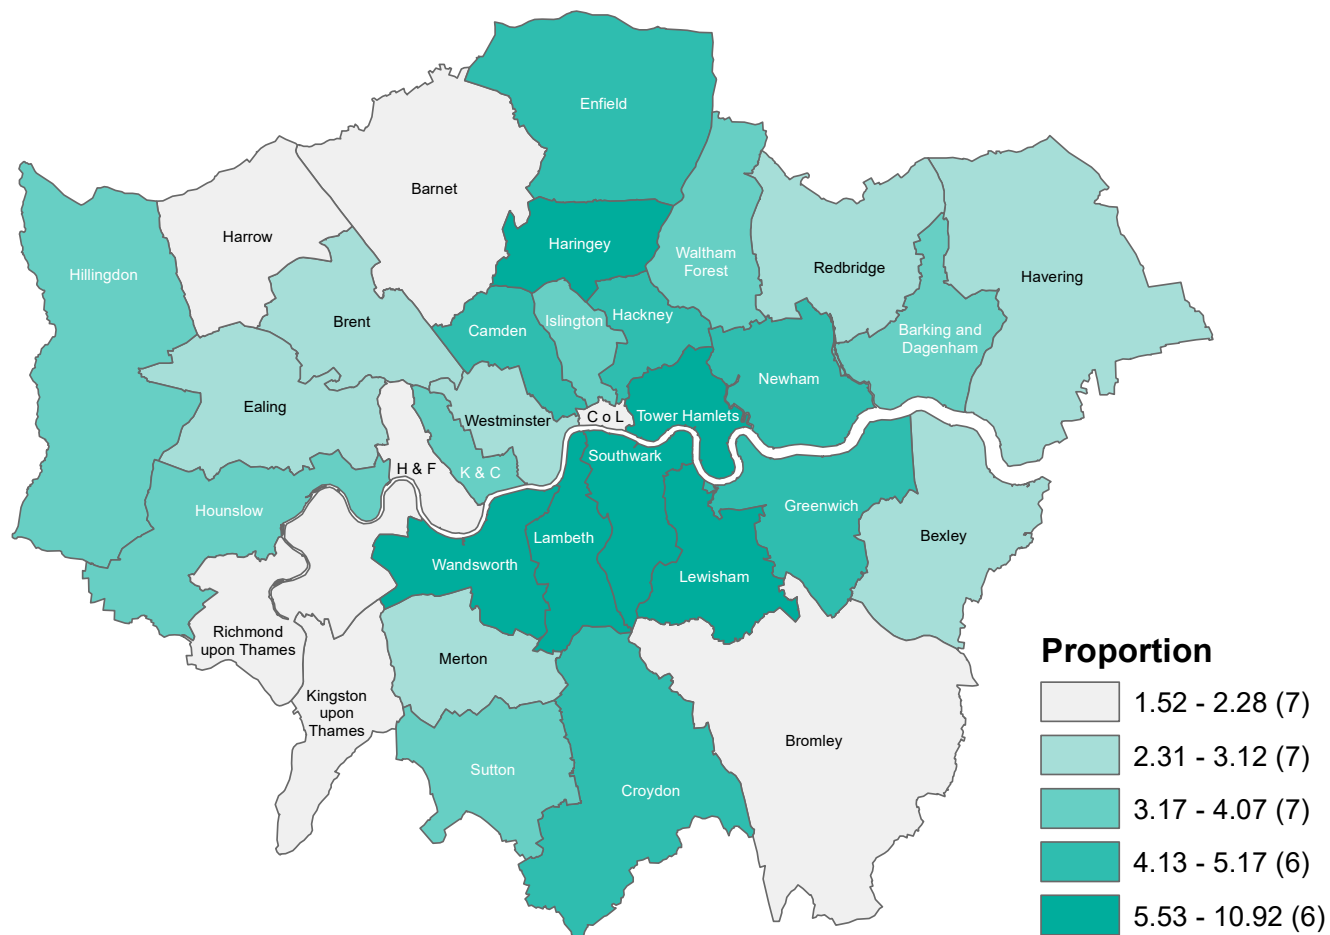 Enfield
Barnet
Harrow
Haringey
Hillingdon
Waltham
Forest
Redbridge
Havering
Brent
Camden
Islington
Hackney
Barking and
Dagenham
Newham
Ealing
Westminster
C o L
Tower Hamlets
H & F
K & C
Southwark
Hounslow
Greenwich
Lambeth
Bexley
Wandsworth
Lewisham
Richmond
upon Thames
Merton
Kingston
upon
Thames
Sutton
Croydon
Bromley
Proportion
1.52 - 2.28 (7)
2.31 - 3.12 (7)
3.17 - 4.07 (7)
4.13 - 5.17 (6)
5.53 - 10.92 (6)